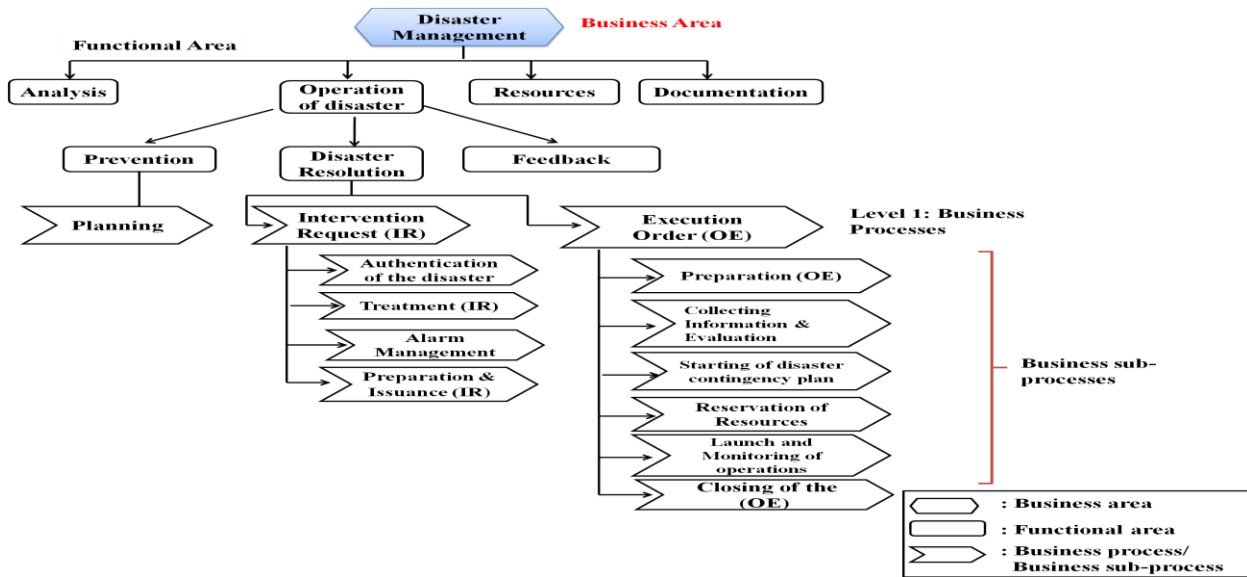 Disaster
Management
Business Area
Functional Area
Analysis
Operation
of disaster
Resources
Documentation
Prevention
Disaster
Resolution
Feedback
Planning
Intervention
Request (IR)
Execution
Order (OE)
Level 1: Business
Processes
Authentication
of the disaster
Treatment (IR)
Alarm
Management
Preparation &
Issuance (IR)
Preparation (OE)
Collecting
Information &
Evaluation
Starting of disaster
contingency plan
Reservation of
Resources
Launch and
Monitoring of
operations
Closing of the
(OE)
Business sub-
processes
: Business area
: Functional area
: Business process/
Business sub-process